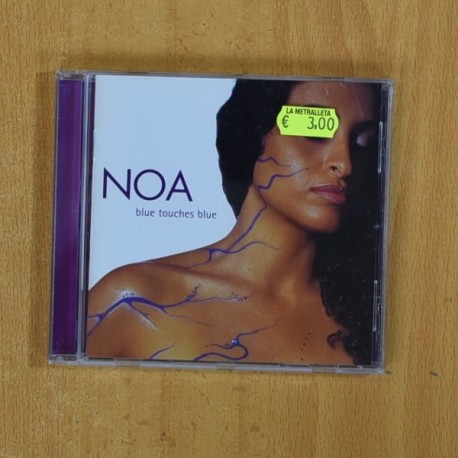 LA METRALLETA
€ 3,00
NOA
blue touches blue